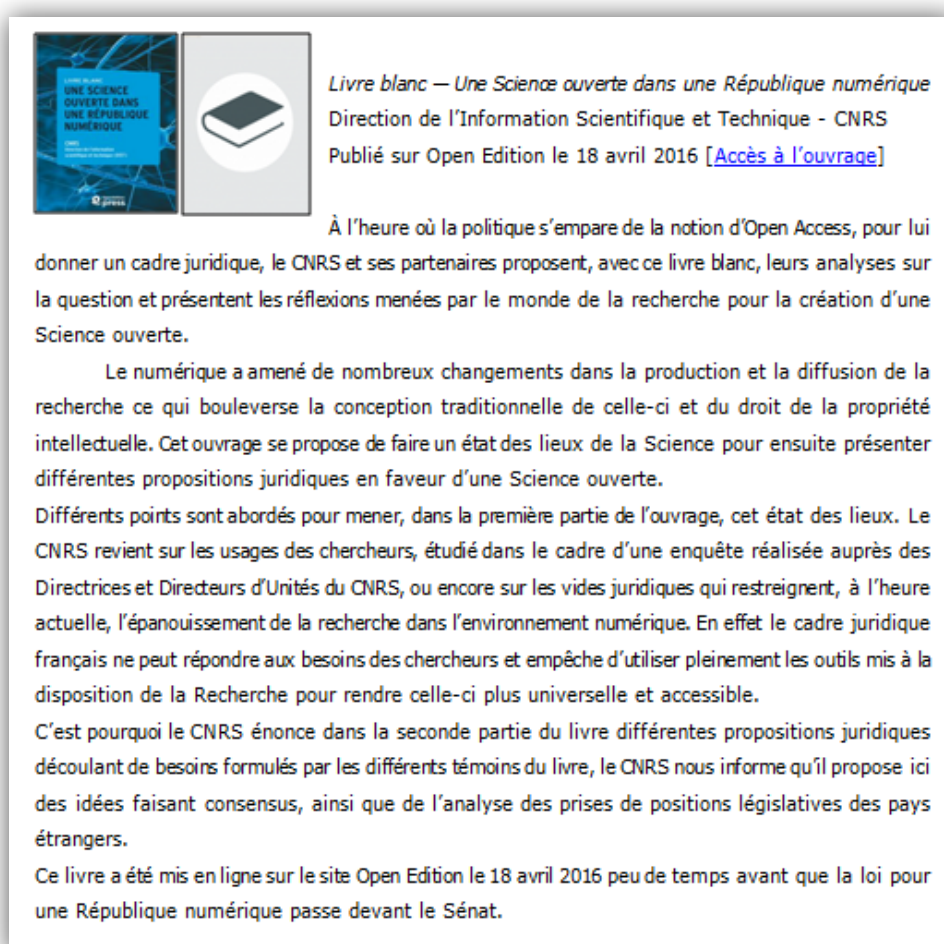 LIVRE BLANC
UNE SCIENCE
OUVERTE DANS
UNE RÉPUBLIQUE
NUMÉRIQUE
CNRS
press
Livre blanc — Une Science ouverte dans une République numérique
Direction de l'Information Scientifique et Technique - CNRS
Publié sur Open Edition le 18 avril 2016 [Accès à l'ouvrage]
À l'heure où la politique s'empare de la notion d'Open Access, pour lui
donner un cadre juridique, le CNRS et ses partenaires proposent, avec ce livre blanc, leurs analyses sur
la question et présentent les réflexions menées par le monde de la recherche pour la création d'une
Science ouverte.
Le numérique a amené de nombreux changements dans la production et la diffusion de la
recherche ce qui bouleverse la conception traditionnelle de celle-ci et du droit de la propriété
intellectuelle. Cet ouvrage se propose de faire un état des lieux de la Science pour ensuite présenter
différentes propositions juridiques en faveur d'une Science ouverte.
Différents points sont abordés pour mener, dans la première partie de l'ouvrage, cet état des lieux. Le
CNRS revient sur les usages des chercheurs, étudié dans le cadre d'une enquête réalisée auprès des
Directrices et Directeurs d'Unités du CNRS, ou encore sur les vides juridiques qui restreignent, à l'heure
actuelle, l'épanouissement de la recherche dans l'environnement numérique. En effet le cadre juridique
français ne peut répondre aux besoins des chercheurs et empêche d'utiliser pleinement les outils mis à la
disposition de la Recherche pour rendre celle-ci plus universelle et accessible.
C'est pourquoi le CNRS énonce dans la seconde partie du livre différentes propositions juridiques
découlant de besoins formulés par les différents témoins du livre, le CNRS nous informe qu'il propose ici
des idées faisant consensus, ainsi que de l'analyse des prises de positions législatives des pays
étrangers.
Ce livre a été mis en ligne sur le site Open Edition le 18 avril 2016 peu de temps avant que la loi pour
une République numérique passe devant le Sénat.